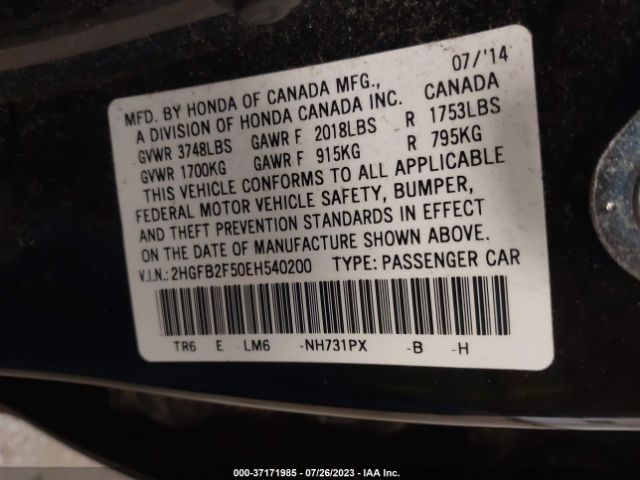 07/'14
MFD. BY HONDA OF CANADA MFG.,
A DIVISION OF HONDA CANADA INC. CANADA
GVWR 3748LBS GAWR F 2018LBS R 1753LBS
GVWR 1700KG GAWR F 915KG R 795KG
THIS VEHICLE CONFORMS TO ALL APPLICABLE
FEDERAL MOTOR VEHICLE SAFETY, BUMPER,
AND THEFT PREVENTION STANDARDS IN EFFECT
ON THE DATE OF MANUFACTURE SHOWN ABOVE.
V.I.N.: 2HGFB2F50EH540200 TYPE: PASSENGER CAR
TR6 E -LM6 -NH731PX -B -H
000-37171985 - 07/26/2023 - IAA Inc.